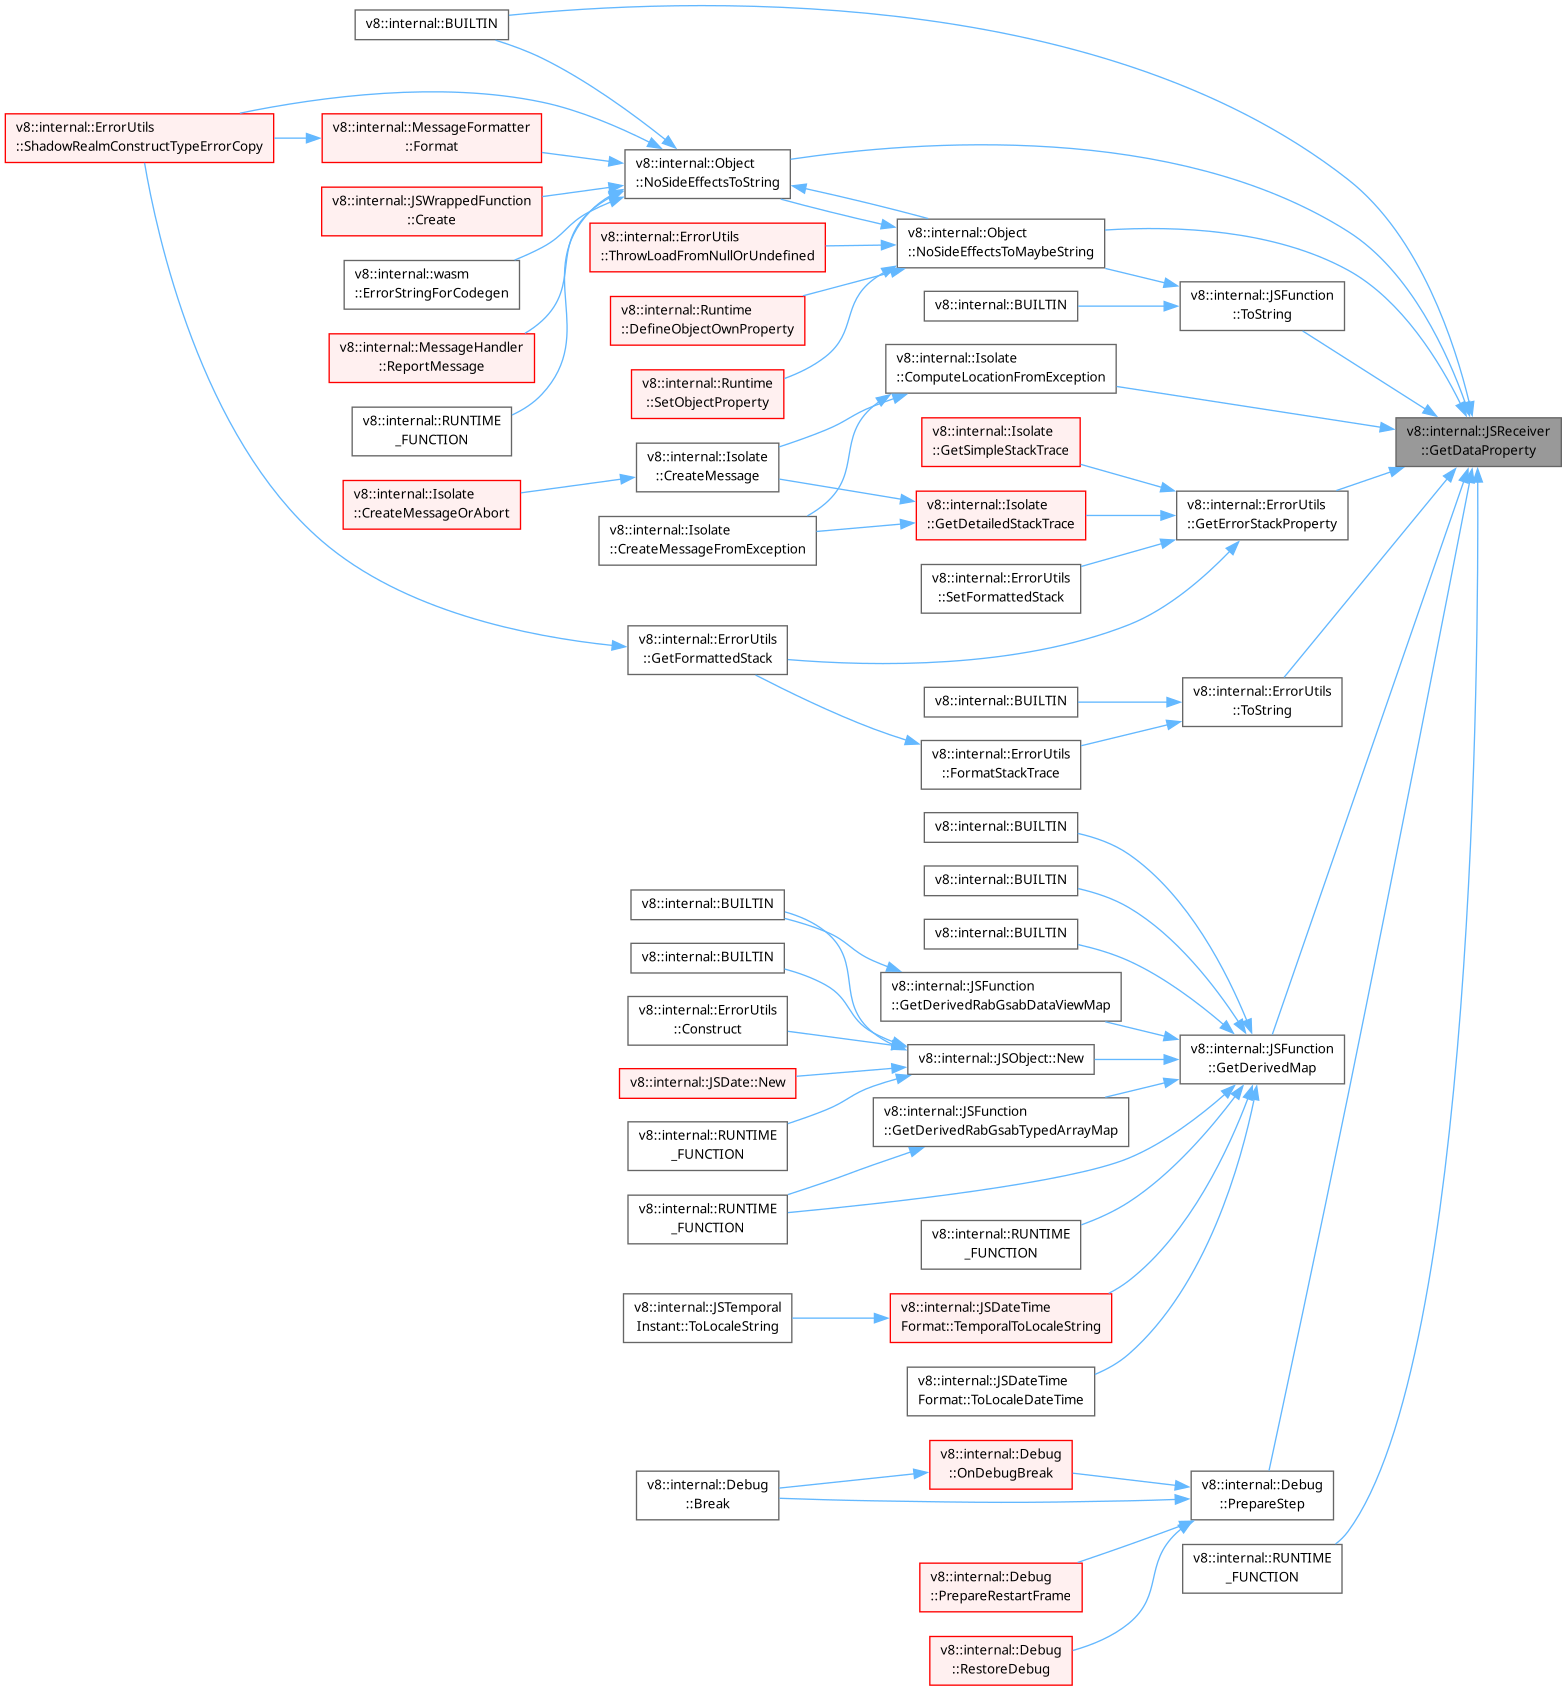 v8::internal::BUILTIN
v8::internal::ErrorUtils
::ShadowRealmConstructTypeErrorCopy
v8::internal::MessageFormatter
::Format
v8::internal::JSWrappedFunction
::Create
v8::internal::wasm
::ErrorStringForCodegen
v8::internal::MessageHandler
::ReportMessage
v8::internal::RUNTIME
_FUNCTION
v8::internal::Isolate
::CreateMessageOrAbort
v8::internal::Object
::NoSideEffectsToString
v8::internal::ErrorUtils
::ThrowLoadFromNullOrUndefined
v8::internal::Runtime
::DefineObjectOwnProperty
v8::internal::Runtime
::SetObjectProperty
v8::internal::Isolate
::CreateMessage
v8::internal::Isolate
::CreateMessageFromException
v8::internal::ErrorUtils
::GetFormattedStack
v8::internal::Object
::NoSideEffectsToMaybeString
v8::internal::BUILTIN
v8::internal::Isolate
::ComputeLocationFromException
v8::internal::Isolate
::GetSimpleStackTrace
v8::internal::Isolate
::GetDetailedStackTrace
v8::internal::ErrorUtils
::SetFormattedStack
v8::internal::JSFunction
::ToString
v8::internal::JSReceiver
::GetDataProperty
v8::internal::ErrorUtils
::GetErrorStackProperty
v8::internal::ErrorUtils
::ToString
v8::internal::BUILTIN
v8::internal::ErrorUtils
::FormatStackTrace
v8::internal::BUILTIN
v8::internal::BUILTIN
v8::internal::BUILTIN
v8::internal::JSFunction
::GetDerivedRabGsabDataViewMap
v8::internal::JSObject::New
v8::internal::JSFunction
::GetDerivedRabGsabTypedArrayMap
v8::internal::JSFunction
::GetDerivedMap
v8::internal::BUILTIN
v8::internal::BUILTIN
v8::internal::ErrorUtils
::Construct
v8::internal::JSDate::New
v8::internal::RUNTIME
_FUNCTION
v8::internal::RUNTIME
_FUNCTION
v8::internal::RUNTIME
_FUNCTION
v8::internal::JSTemporal
Instant::ToLocaleString
v8::internal::JSDateTime
Format::TemporalToLocaleString
v8::internal::JSDateTime
Format::ToLocaleDateTime
v8::internal::Debug
::Break
v8::internal::Debug
::OnDebugBreak
v8::internal::Debug
::PrepareStep
v8::internal::Debug
::PrepareRestartFrame
v8::internal::RUNTIME
_FUNCTION
v8::internal::Debug
::RestoreDebug